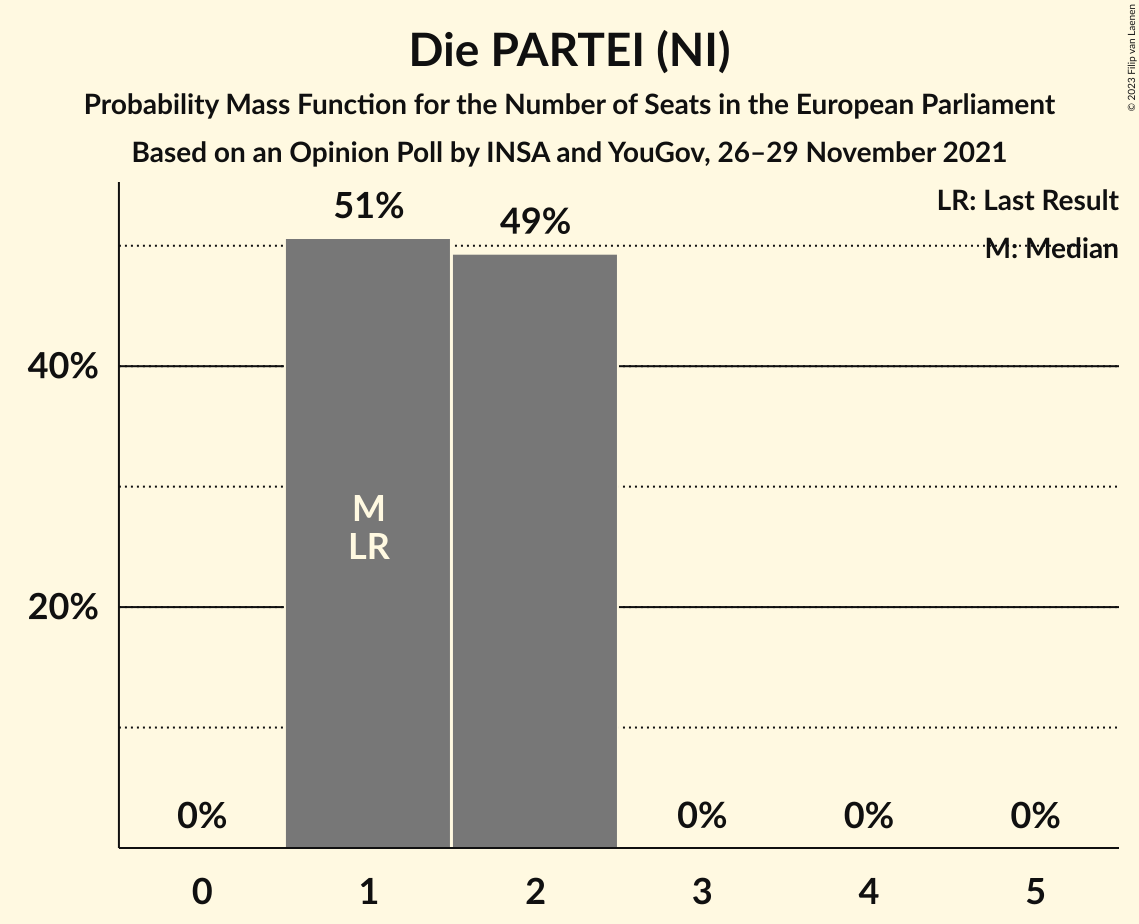 Die PARTEI (NI)
Probability Mass Function for the Number of Seats in the European Parliament
Based on an Opinion Poll by INSA and YouGov, 26–29 November 2021
© 2023 Filip van Laenen
LR: Last Result
M: Median
51%
49%
40%
20%
M
LR
0%
0%
0%
0%
0
1
2
3
4
5